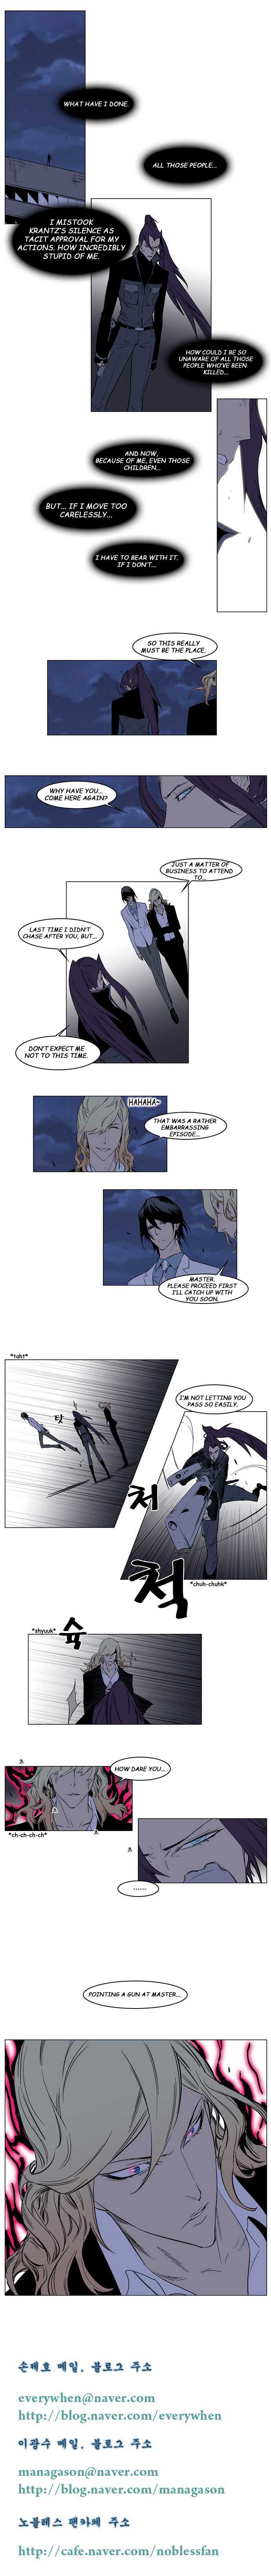 WHAT HAVE I DONE.
ALL THOSE PEOPLE...
I MISTOOK
KRANTZ'S SILENCE AS
TACIT APPROVAL FOR MY
ACTIONS. HOW INCREDIBLY
STUPID OF ME.
HOW COULD I BE SO
UNAWARE OF ALL THOSE
PEOPLE WHO'VE BEEN
KILLED...
AND NOW,
BECAUSE OF ME, EVEN THOSE
CHILDREN...
BUT... IF I MOVE TOO
CARELESSLY...
I HAVE TO BEAR WITH IT.
IF I DON'T...
SO THIS REALLY
MUST BE THE PLACE.
WHY HAVE YOU...
COME HERE AGAIN?
JUST A MATTER OF
BUSINESS TO ATTEND
TO...
LAST TIME I DIDN'T
CHASE AFTER YOU, BUT...
DON'T EXPECT ME
NOT TO THIS TIME.
HAHAHA~
THAT WAS A RATHER
EMBARRASSING
EPISODE...
MASTER,
PLEASE PROCEED FIRST
I'LL CATCH UP WITH
YOU SOON.
*taht*
탓
I'M NOT LETTING YOU
PASS SO EASILY.
처
척
*chuh-chuhk*
*shyuuk*
슉
HOW DARE YOU...
*ch-ch-ch-ch*
......
POINTING A GUN AT MASTER...
손제호 메일, 블로그 주소
everywhen@naver.com
http://blog.naver.com/everywhen
이광수 메일, 블로그 주소
managason@naver.com
http://blog.naver.com/managason
노블레스 팬카페 주소
http://cafe.naver.com/noblessfan